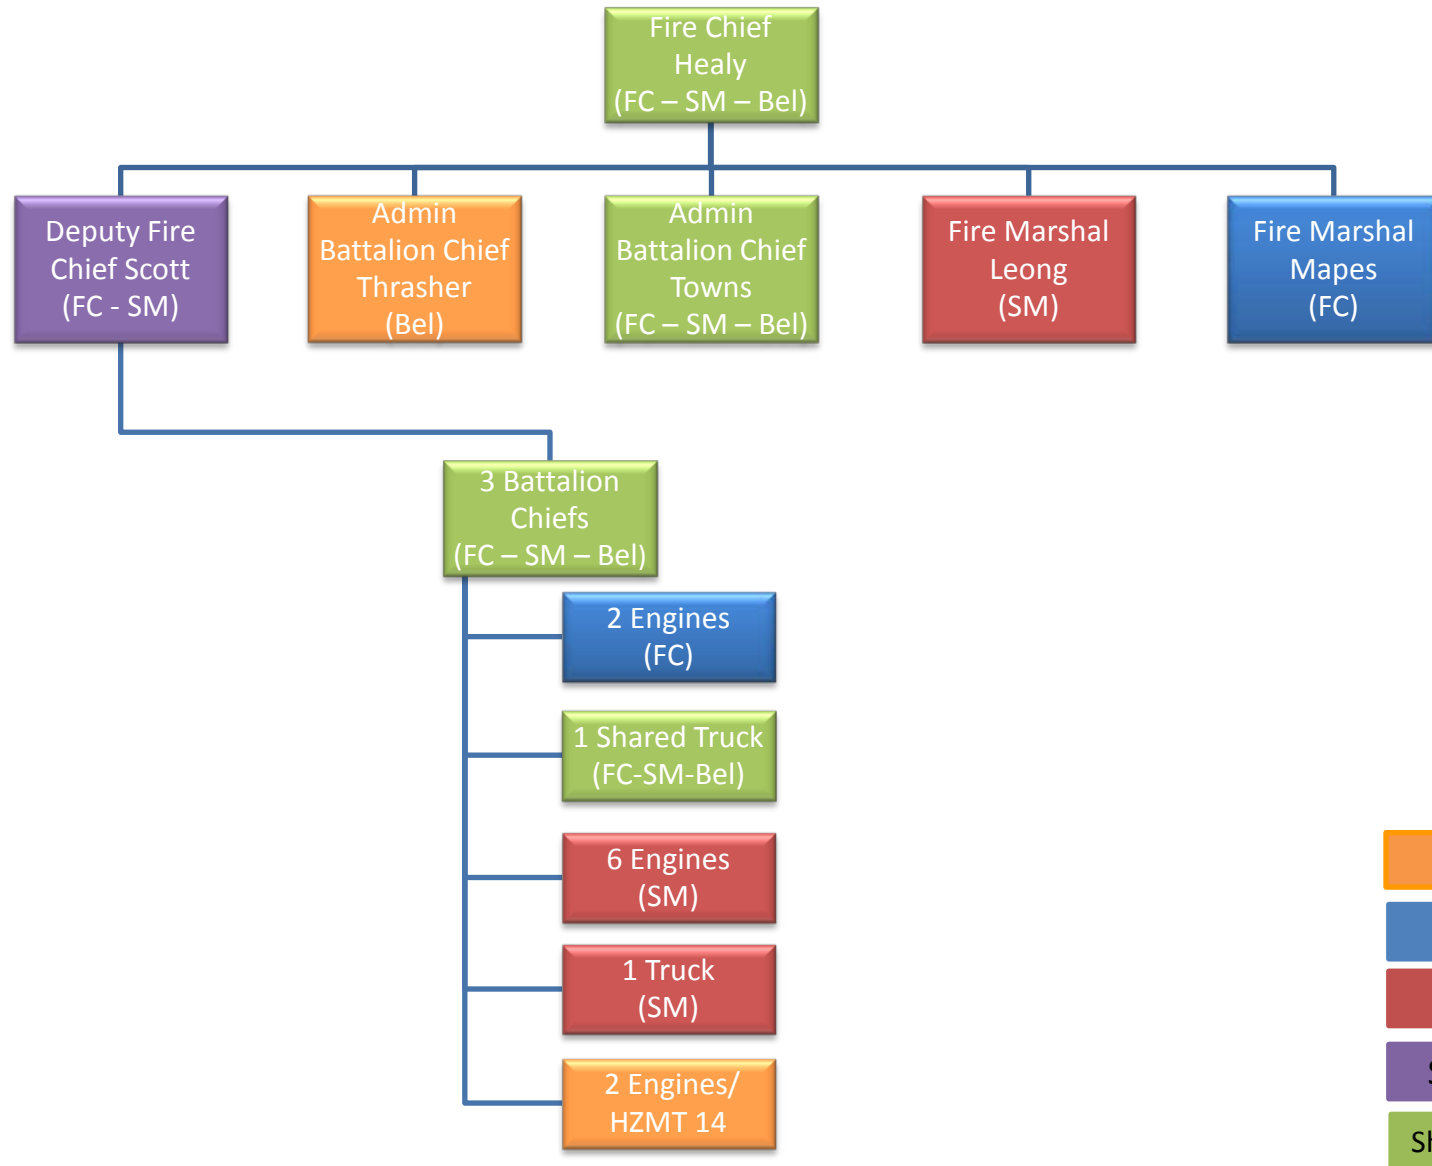 Fire Chief
Healy
(FC – SM – Bel)
Deputy Fire
Chief Scott
(FC - SM)
Admin
Battalion Chief
Thrasher
(Bel)
Admin
Battalion Chief
Towns
(FC – SM – Bel)
Fire Marshal
Leong
(SM)
Fire Marshal
Mapes
(FC)
3 Battalion
Chiefs
(FC – SM – Bel)
2 Engines
(FC)
1 Shared Truck
(FC-SM-Bel)
6 Engines
(SM)
1 Truck
(SM)
2 Engines/
HZMT 14